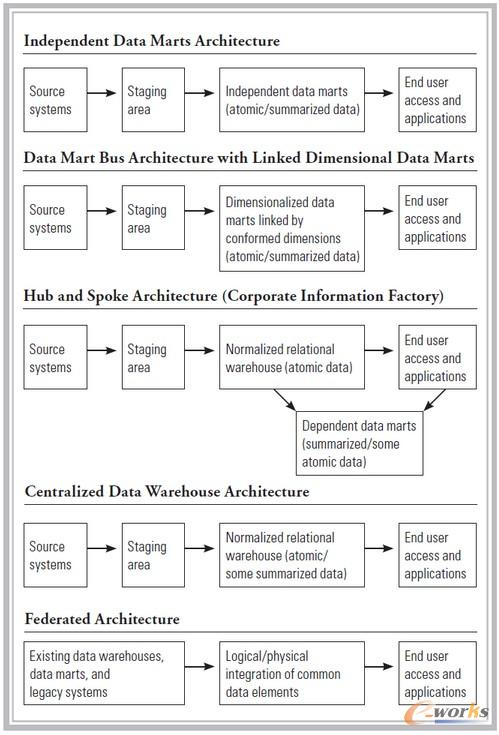 Independent Data Marts Architecture
Source
systems
Staging
area
Independent data marts
(atomic/summarized data)
End user
access and
applications
Data Mart Bus Architecture with Linked Dimensional Data Marts
Source
systems
Staging
area
Dimensionalized data
marts linked by
conformed dimensions
(atomic/summarized data)
End user
access and
applications
Hub and Spoke Architecture (Corporate Information Factory)
Source
systems
Staging
area
Normalized relational
warehouse (atomic data)
End user
access and
applications
Dependent data marts
(summarized/some
atomic data)
Centralized Data Warehouse Architecture
Source
systems
Staging
area
Normalized relational
warehouse (atomic/
some summarized data)
End user
access and
applications
Federated Architecture
Existing data warehouses,
data marts, and
legacy systems
Logical/physical
integration of common
data elements
End user
access and
applications
e-works